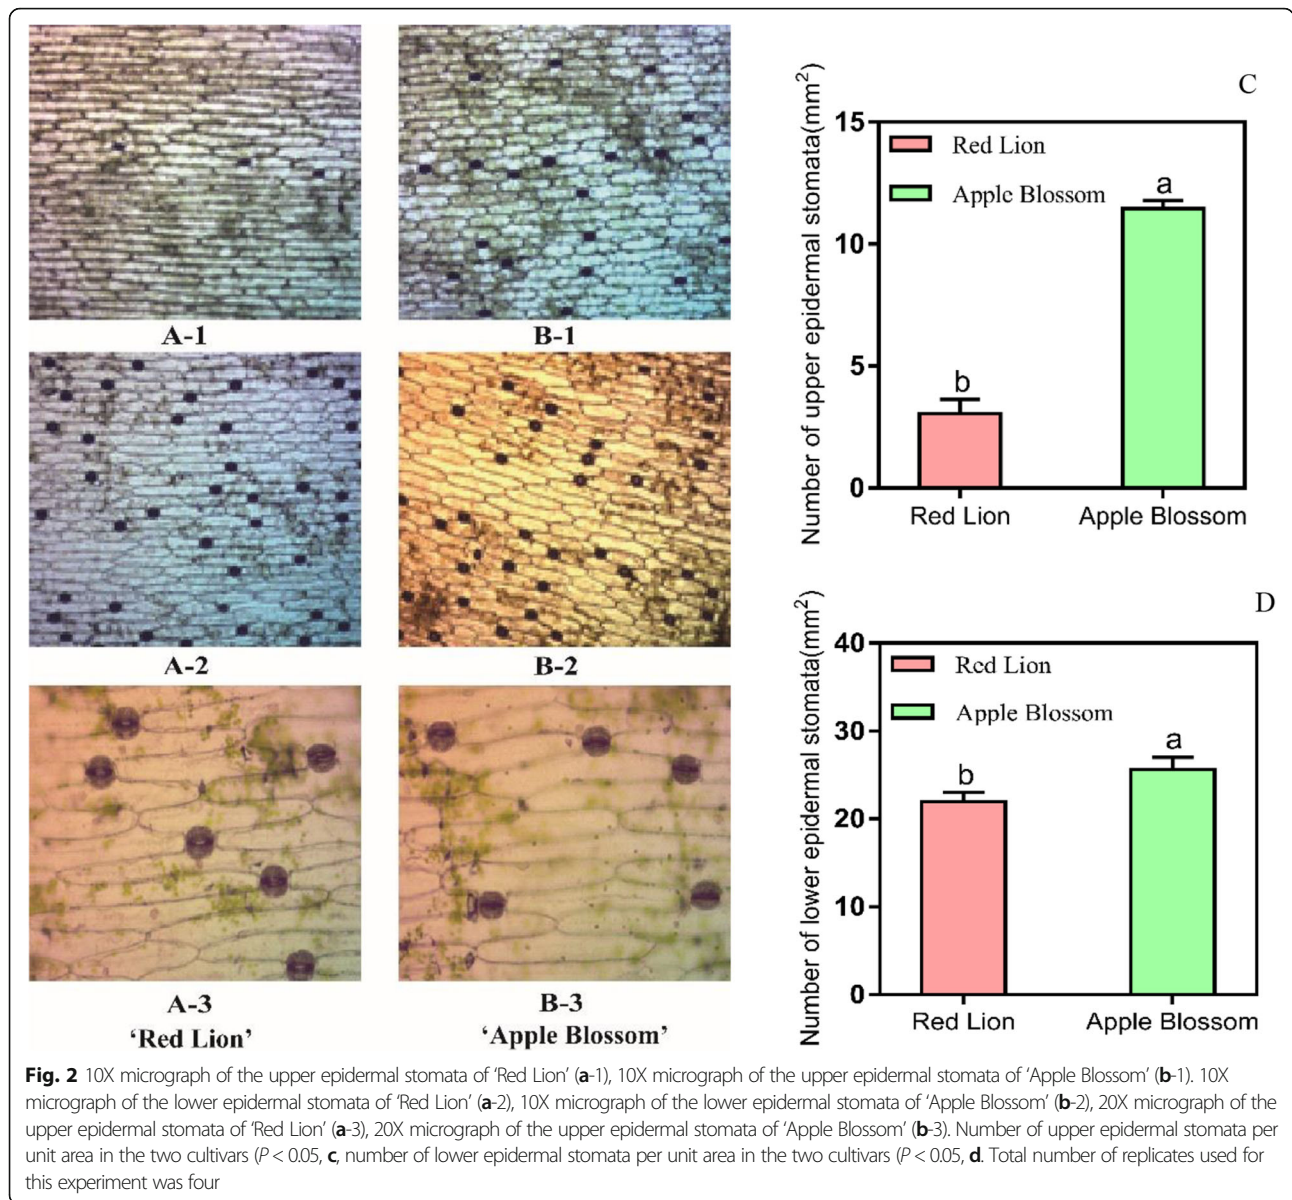 A-1
B-1
A-2
B-2
A-3
'Red Lion'
B-3
'Apple Blossom'
C
Number of upper epidermal stomata(mm²)
15
10
5
0
Red Lion
Apple Blossom
b
a
Red Lion
Apple Blossom
D
Number of lower epidermal stomata(mm²)
40
30
20
10
0
Red Lion
Apple Blossom
b
a
Red Lion
Apple Blossom
Fig. 2 10X micrograph of the upper epidermal stomata of 'Red Lion' (a-1), 10X micrograph of the upper epidermal stomata of 'Apple Blossom' (b-1). 10X
micrograph of the lower epidermal stomata of 'Red Lion' (a-2), 10X micrograph of the lower epidermal stomata of 'Apple Blossom' (b-2), 20X micrograph of the
upper epidermal stomata of 'Red Lion' (a-3), 20X micrograph of the upper epidermal stomata of 'Apple Blossom' (b-3). Number of upper epidermal stomata per
unit area in the two cultivars (P < 0.05, c, number of lower epidermal stomata per unit area in the two cultivars (P < 0.05, d. Total number of replicates used for
this experiment was four